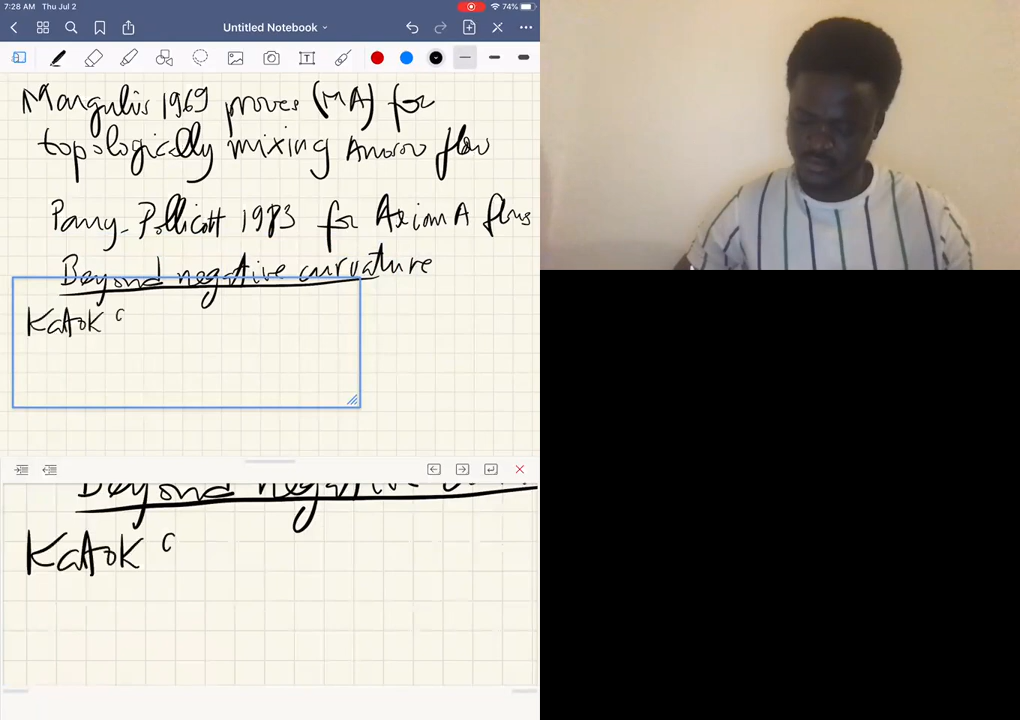 7:28 AM Thu Jul 2
74%
Untitled Notebook
Margulis 1969 proves (MA) for
topologically mixing Anosov flow
Parry-Pollicott 1983 for Axiom A flows
Beyond negative curvature
Katok c
Beyond negative
Katok c